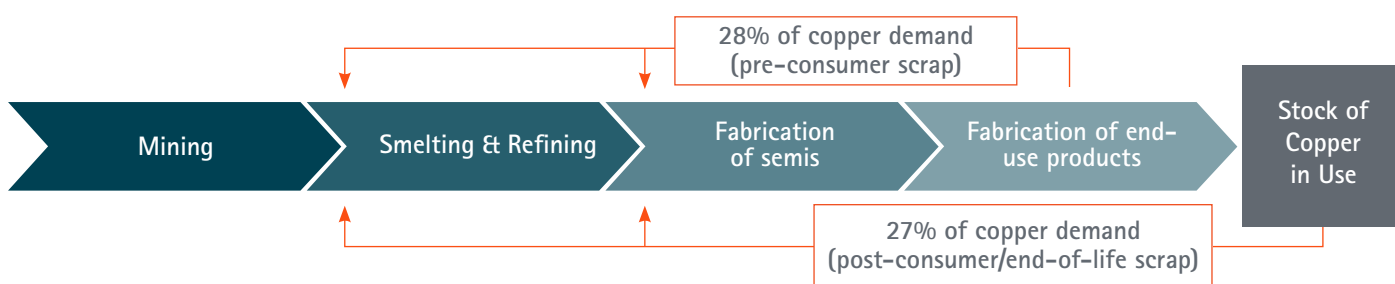 28% of copper demand
(pre-consumer scrap)
Mining
Smelting & Refining
Fabrication
of semis
Fabrication of end-
use products
Stock of
Copper
in Use
27% of copper demand
(post-consumer/end-of-life scrap)